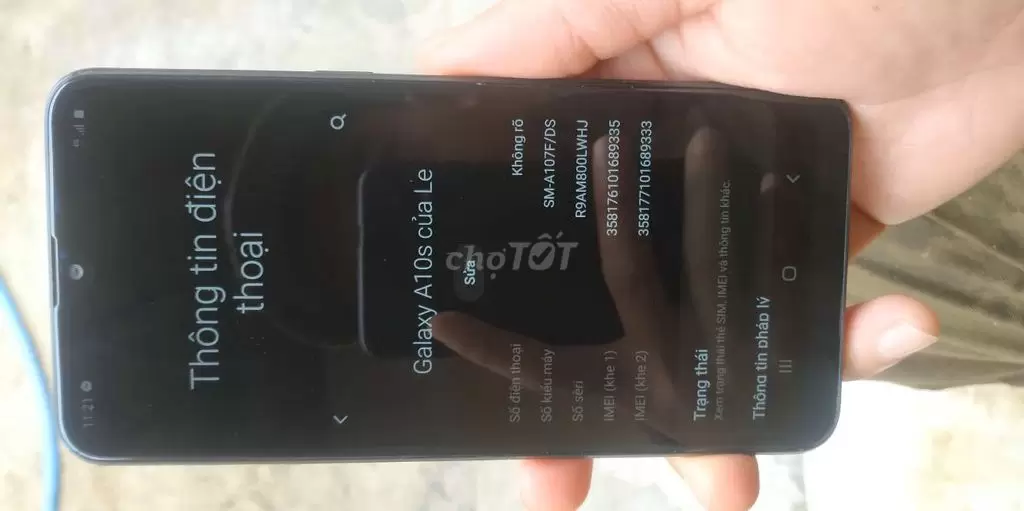 11:21
4G
Thông tin điện
thoại
Galaxy A10s của Le
Sửa
Số điện thoại Không rõ
Số kiểu máy SM-A107F/DS
Số sêri R9AM800LWHJ
IMEI (khe 1) 358176101689335
IMEI (khe 2) 358177101689333
Trạng thái
Xem trạng thái thẻ SIM, IMEI và thông tin khác.
Thông tin pháp lý
chợTỐT